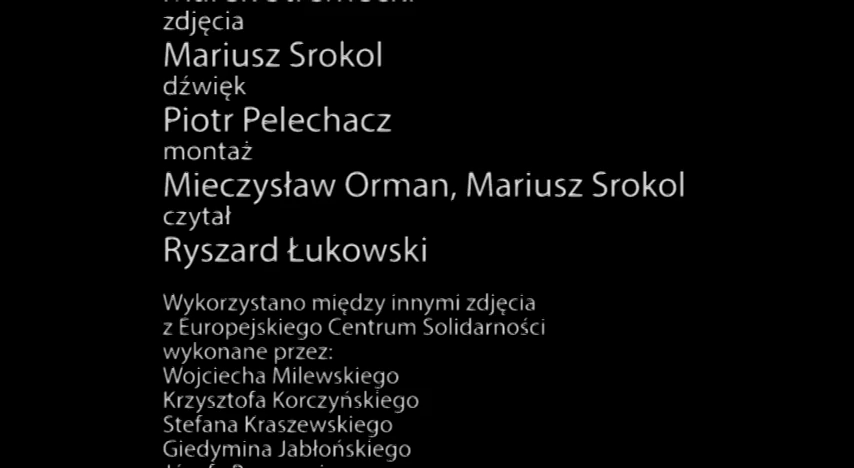 zdjęcia
Mariusz Srokol
dźwięk
Piotr Pelechacz
montaż
Mieczysław Orman, Mariusz Srokol
czytał
Ryszard Łukowski
Wykorzystano między innymi zdjęcia
z Europejskiego Centrum Solidarności
wykonane przez:
Wojciecha Milewskiego
Krzysztofa Korczyńskiego
Stefana Kraszewskiego
Giedymina Jabłońskiego